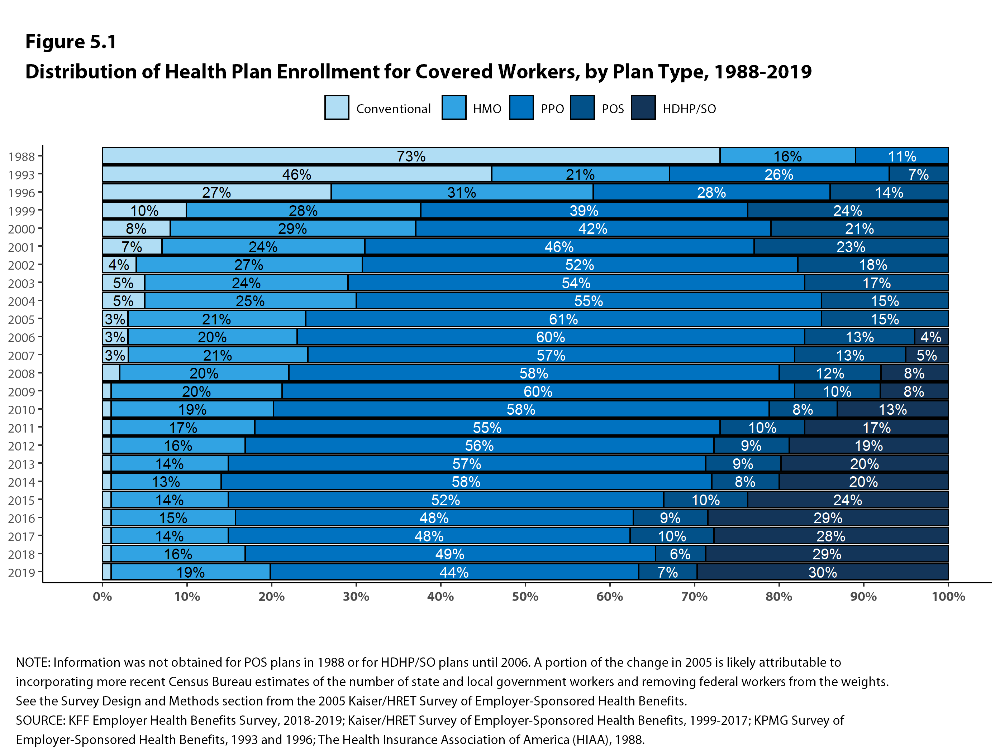 Figure 5.1
Distribution of Health Plan Enrollment for Covered Workers, by Plan Type, 1988-2019
Conventional HMO PPO POS HDHP/SO
1988 73% 16% 11%
1993 46% 21% 26% 7%
1996 27% 31% 28% 14%
1999 10% 28% 39% 24%
2000 8% 29% 42% 21%
2001 7% 24% 46% 23%
2002 4% 27% 52% 18%
2003 5% 24% 54% 17%
2004 5% 25% 55% 15%
2005 3% 21% 61% 15%
2006 3% 20% 60% 13% 4%
2007 3% 21% 57% 13% 5%
2008 20% 58% 12% 8%
2009 20% 60% 10% 8%
2010 19% 58% 8% 13%
2011 17% 55% 10% 17%
2012 16% 56% 9% 19%
2013 14% 57% 9% 20%
2014 13% 58% 8% 20%
2015 14% 52% 10% 24%
2016 15% 48% 9% 29%
2017 14% 48% 10% 28%
2018 16% 49% 6% 29%
2019 19% 44% 7% 30%
0% 10% 20% 30% 40% 50% 60% 70% 80% 90% 100%
NOTE: Information was not obtained for POS plans in 1988 or for HDHP/SO plans until 2006. A portion of the change in 2005 is likely attributable to
incorporating more recent Census Bureau estimates of the number of state and local government workers and removing federal workers from the weights.
See the Survey Design and Methods section from the 2005 Kaiser/HRET Survey of Employer-Sponsored Health Benefits.
SOURCE: KFF Employer Health Benefits Survey, 2018-2019; Kaiser/HRET Survey of Employer-Sponsored Health Benefits, 1999-2017; KPMG Survey of
Employer-Sponsored Health Benefits, 1993 and 1996; The Health Insurance Association of America (HIAA), 1988.